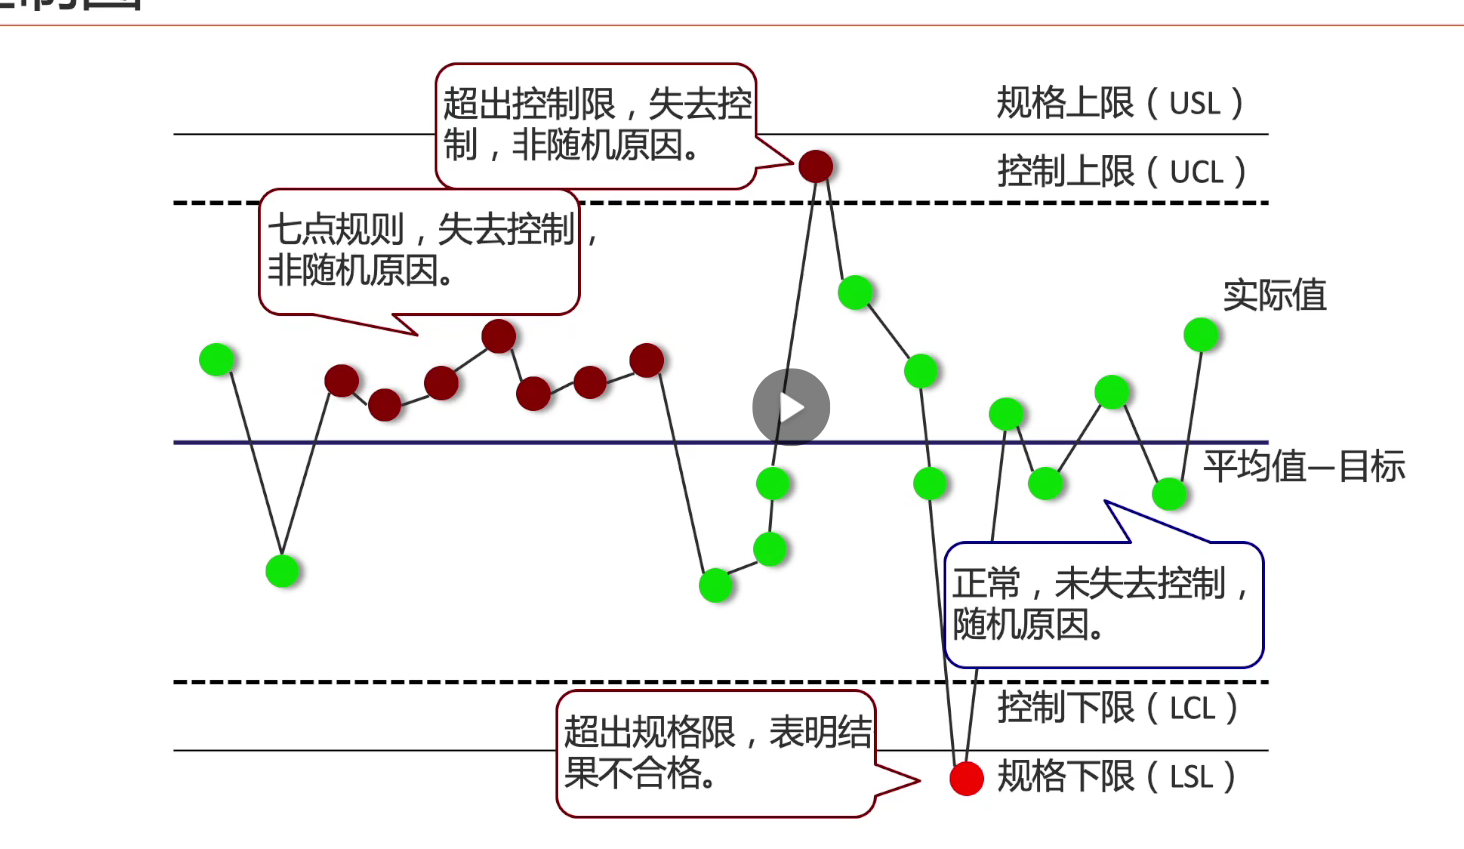 控制图
规格上限（USL）
超出控制限，失去控
制，非随机原因。
控制上限（UCL）
七点规则，失去控制，
非随机原因。
实际值
平均值—目标
正常，未失去控制，
随机原因。
控制下限（LCL）
超出规格限，表明结
果不合格。
规格下限（LSL）